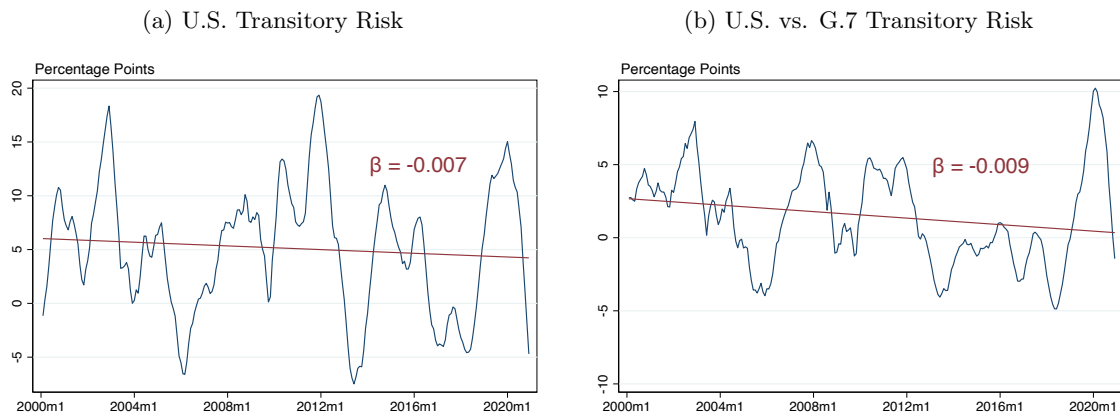 (a) U.S. Transitory Risk
Percentage Points
20
15
10
5
0
-5
β = -0.007
2000m1 2004m1 2008m1 2012m1 2016m1 2020m1
(b) U.S. vs. G.7 Transitory Risk
Percentage Points
10
5
0
-5
-10
β = -0.009
2000m1 2004m1 2008m1 2012m1 2016m1 2020m1